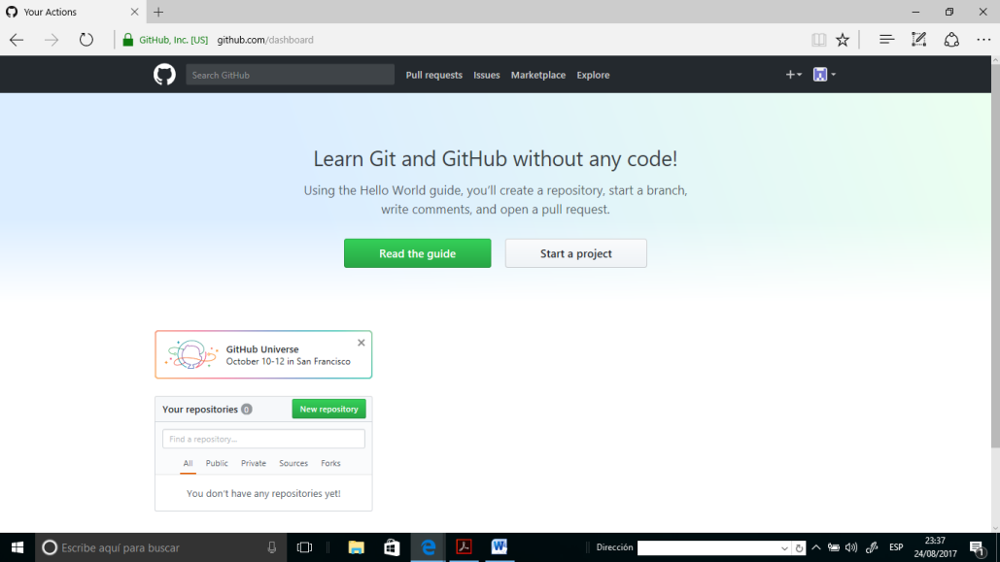 Your Actions
GitHub, Inc. [US] github.com/dashboard
Search GitHub Pull requests Issues Marketplace Explore
Learn Git and GitHub without any code!
Using the Hello World guide, you’ll create a repository, start a branch,
write comments, and open a pull request.
Read the guide Start a project
GitHub Universe
October 10-12 in San Francisco
Your repositories 0 New repository
Find a repository...
All Public Private Sources Forks
You don’t have any repositories yet!
Escribe aquí para buscar Dirección ESP 23:37
24/08/2017 1